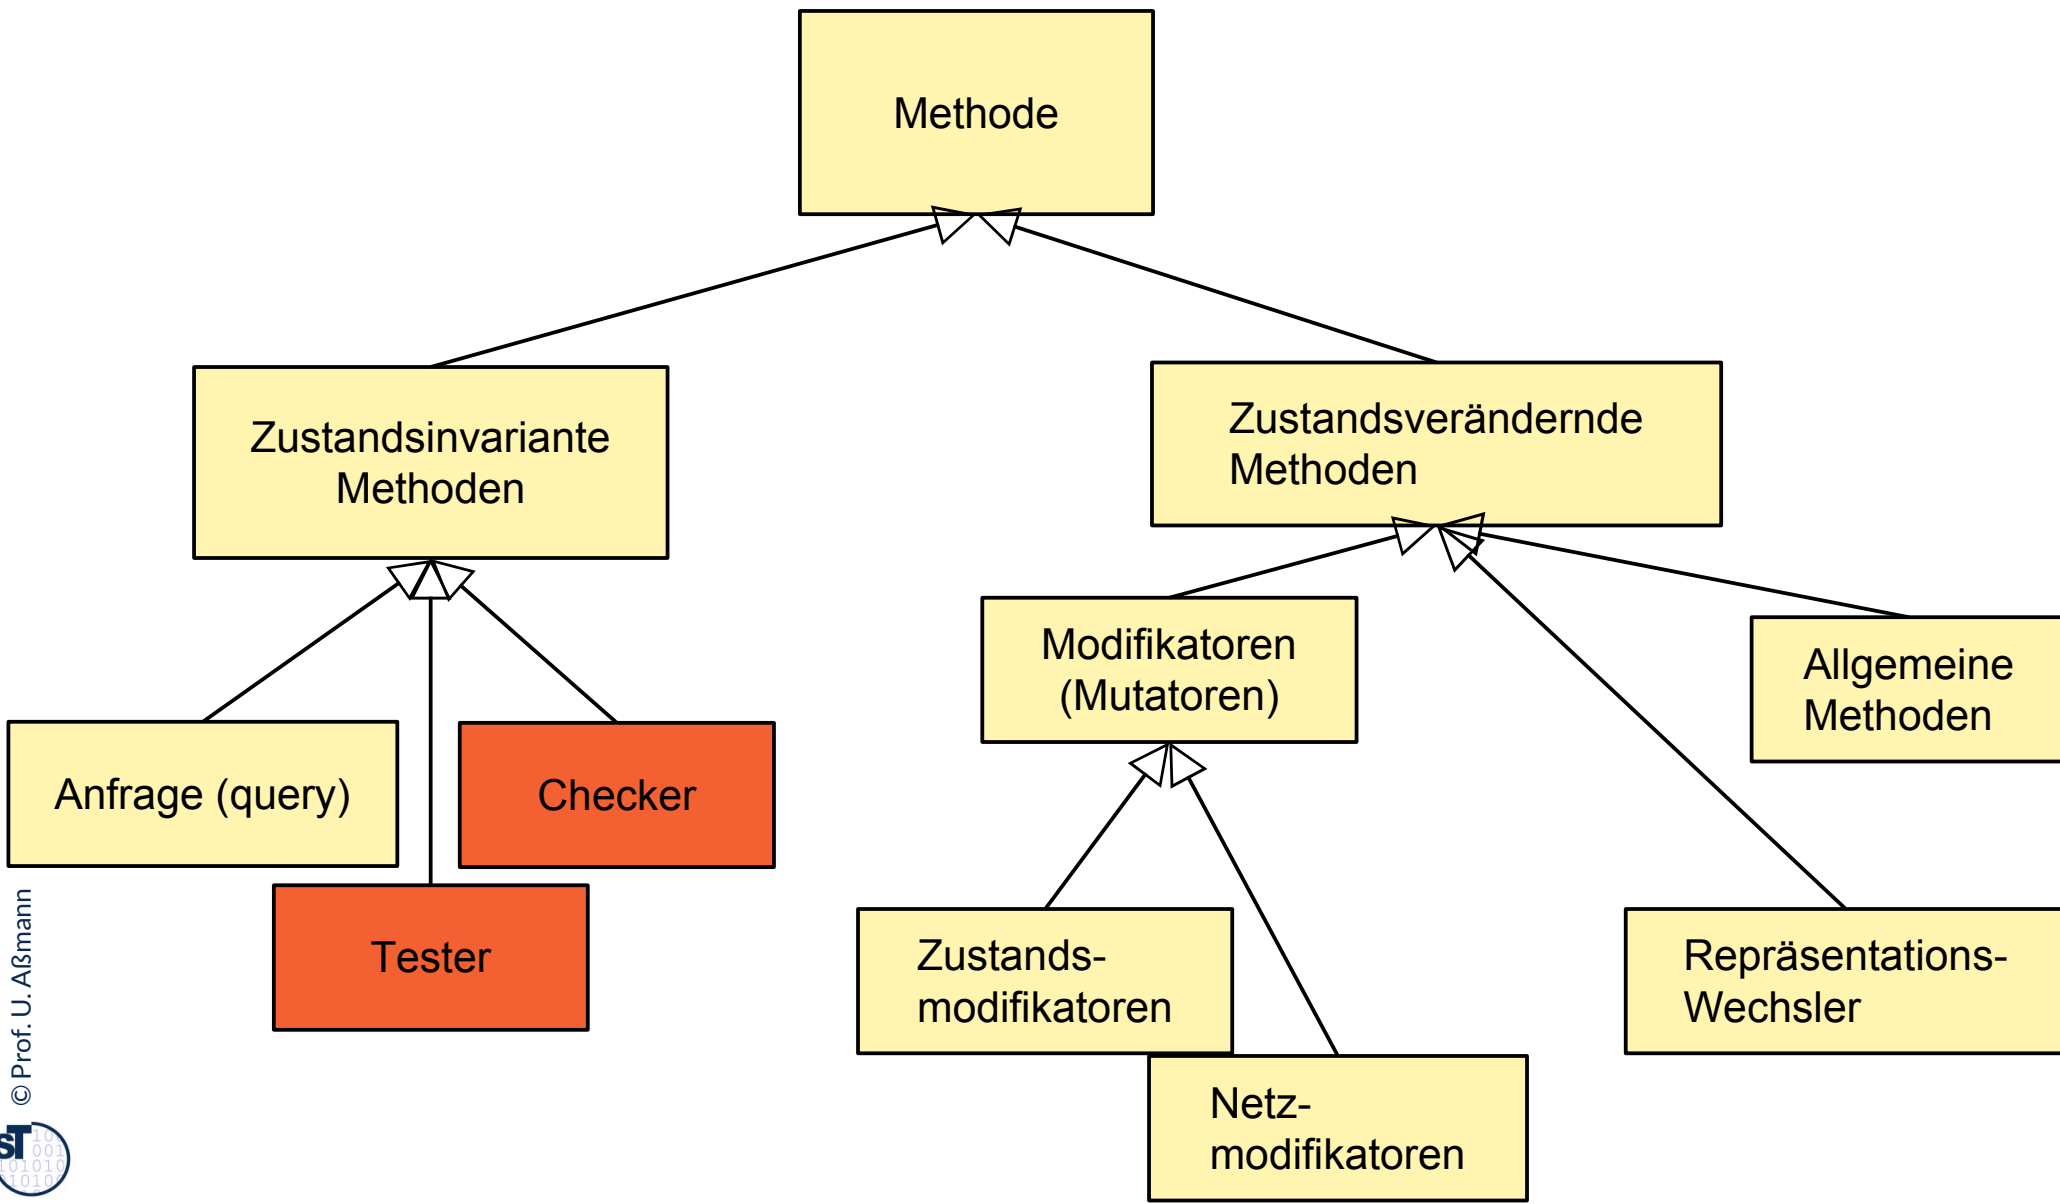 Methode
Zustandsinvariante
Methoden
Zustandsverändernde
Methoden
Anfrage (query)
Tester
Checker
Modifikatoren
(Mutatoren)
Allgemeine
Methoden
Zustands-
modifikatoren
Netz-
modifikatoren
Repräsentations-
Wechsler
© Prof. U. Aßmann
sT